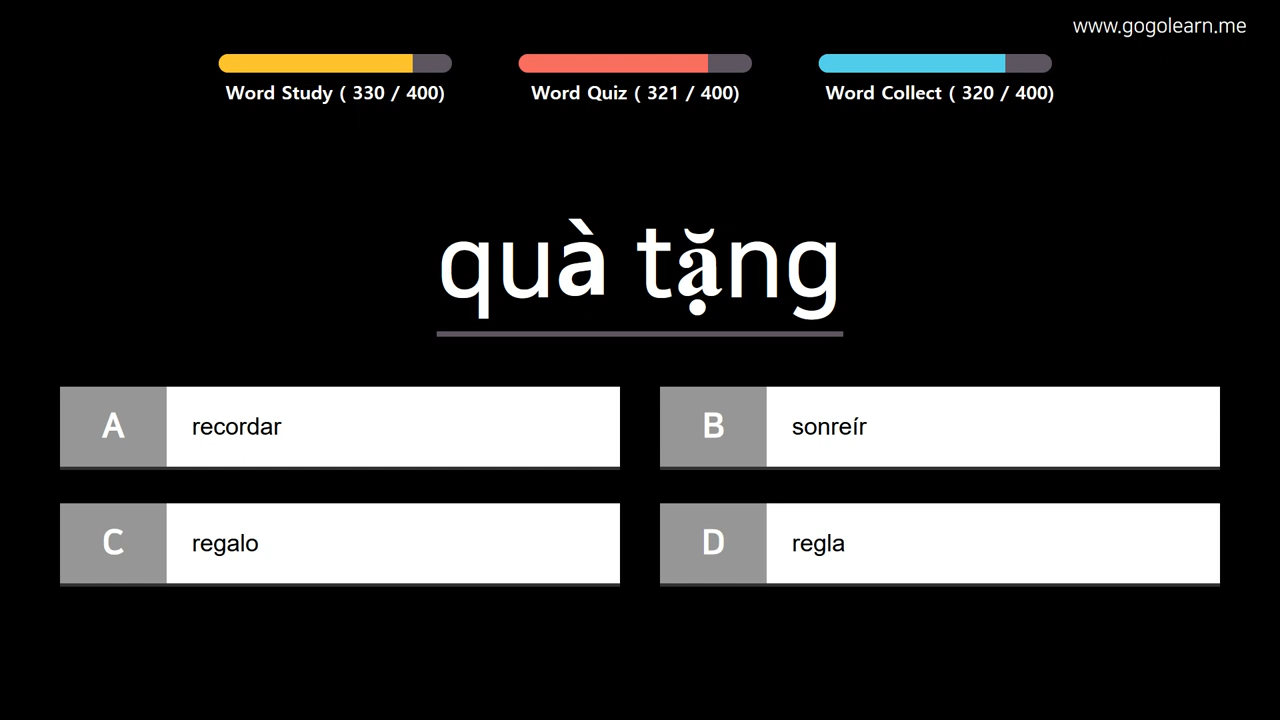 www.gogolearn.me
Word Study ( 330 / 400)
Word Quiz ( 321 / 400)
Word Collect ( 320 / 400)
quà tặng
A recordar
B sonreír
C regalo
D regla